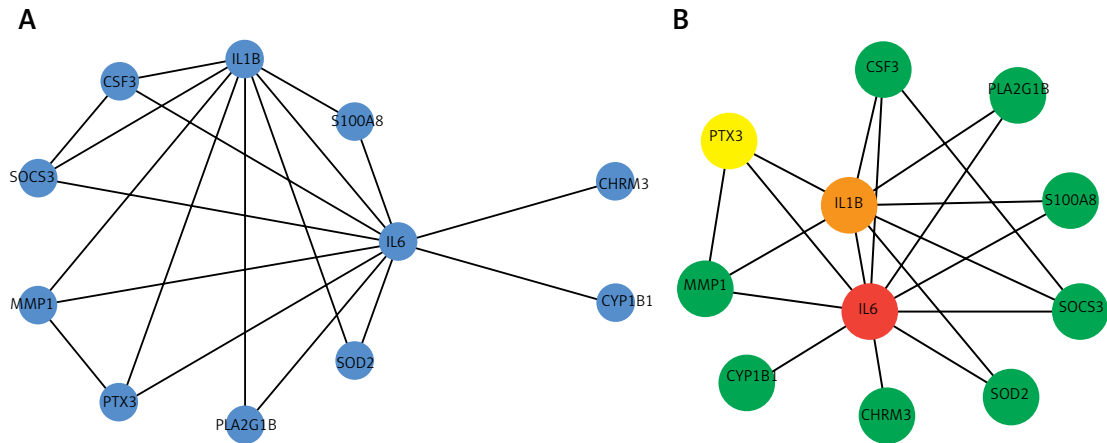 A
IL1B
CSF3
S100A8
SOCS3
CHRM3
IL6
MMP1
CYP1B1
SOD2
PTX3
PLA2G1B
B
CSF3
PLA2G1B
PTX3
IL1B
S100A8
MMP1
IL6
SOCS3
CYP1B1
SOD2
CHRM3